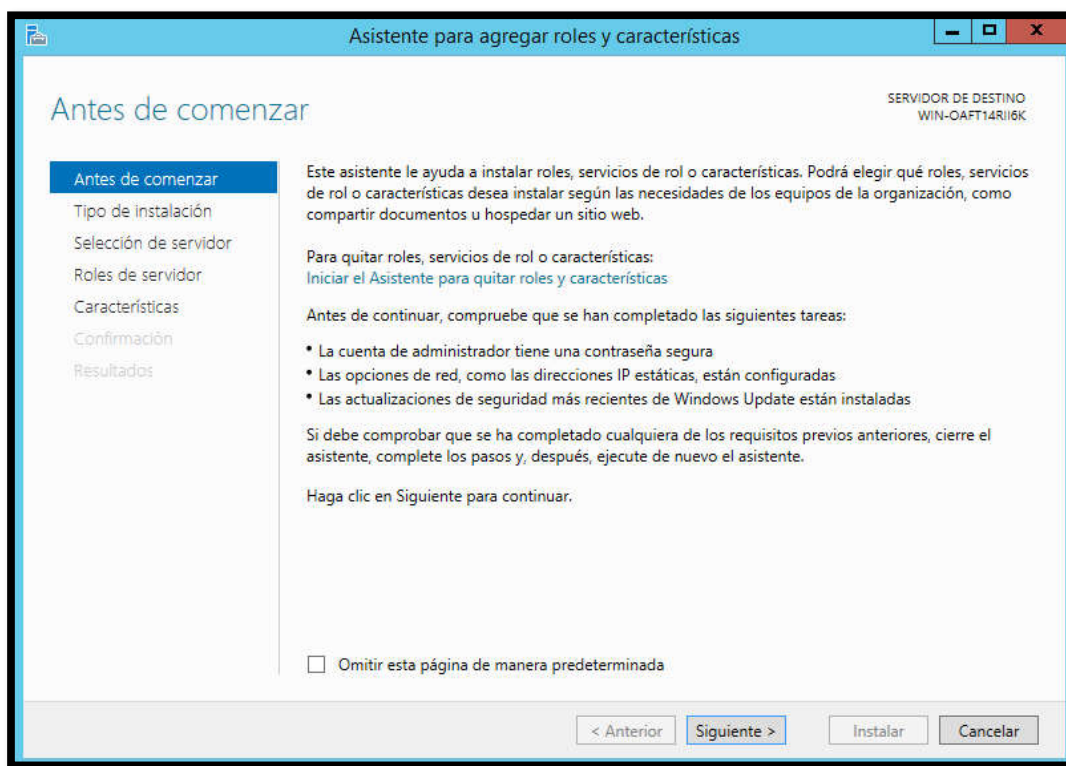 Asistente para agregar roles y características
Antes de comenzar
SERVIDOR DE DESTINO
WIN-OAFT14RII6K
Antes de comenzar
Tipo de instalación
Selección de servidor
Roles de servidor
Características
Confirmación
Resultados
Este asistente le ayuda a instalar roles, servicios de rol o características. Podrá elegir qué roles, servicios
de rol o características desea instalar según las necesidades de los equipos de la organización, como
compartir documentos u hospedar un sitio web.
Para quitar roles, servicios de rol o características:
Iniciar el Asistente para quitar roles y características
Antes de continuar, compruebe que se han completado las siguientes tareas:
• La cuenta de administrador tiene una contraseña segura
• Las opciones de red, como las direcciones IP estáticas, están configuradas
• Las actualizaciones de seguridad más recientes de Windows Update están instaladas
Si debe comprobar que se ha completado cualquiera de los requisitos previos anteriores, cierre el
asistente, complete los pasos y, después, ejecute de nuevo el asistente.
Haga clic en Siguiente para continuar.
Omitir esta página de manera predeterminada
< Anterior
Siguiente >
Instalar
Cancelar